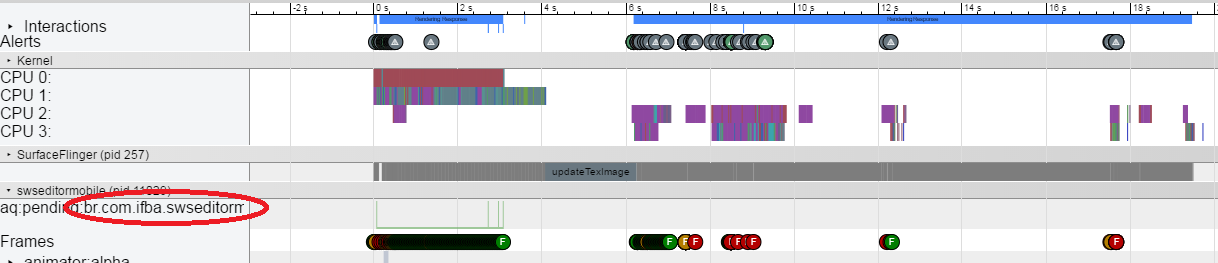 -2 s 0 s 2 s 4 s 6 s 8 s 10 s 12 s 14 s 16 s 18 s
Interactions
Rendering Response Rendering Response
Alerts
Kernel
CPU 0:
CPU 1:
CPU 2:
CPU 3:
SurfaceFlinger (pid 257)
updateTexImage
swseditormobile (pid 11020)
aq:pending:br.com.ifba.swseditorm
Frames
F F F F F F F F
animator:alpha